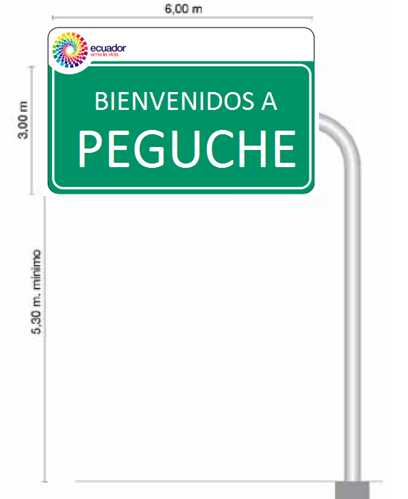 6,00 m
ecuador
ama la vida
3,00 m
BIENVENIDOS A
PEGUCHE
5,30 m. mínimo